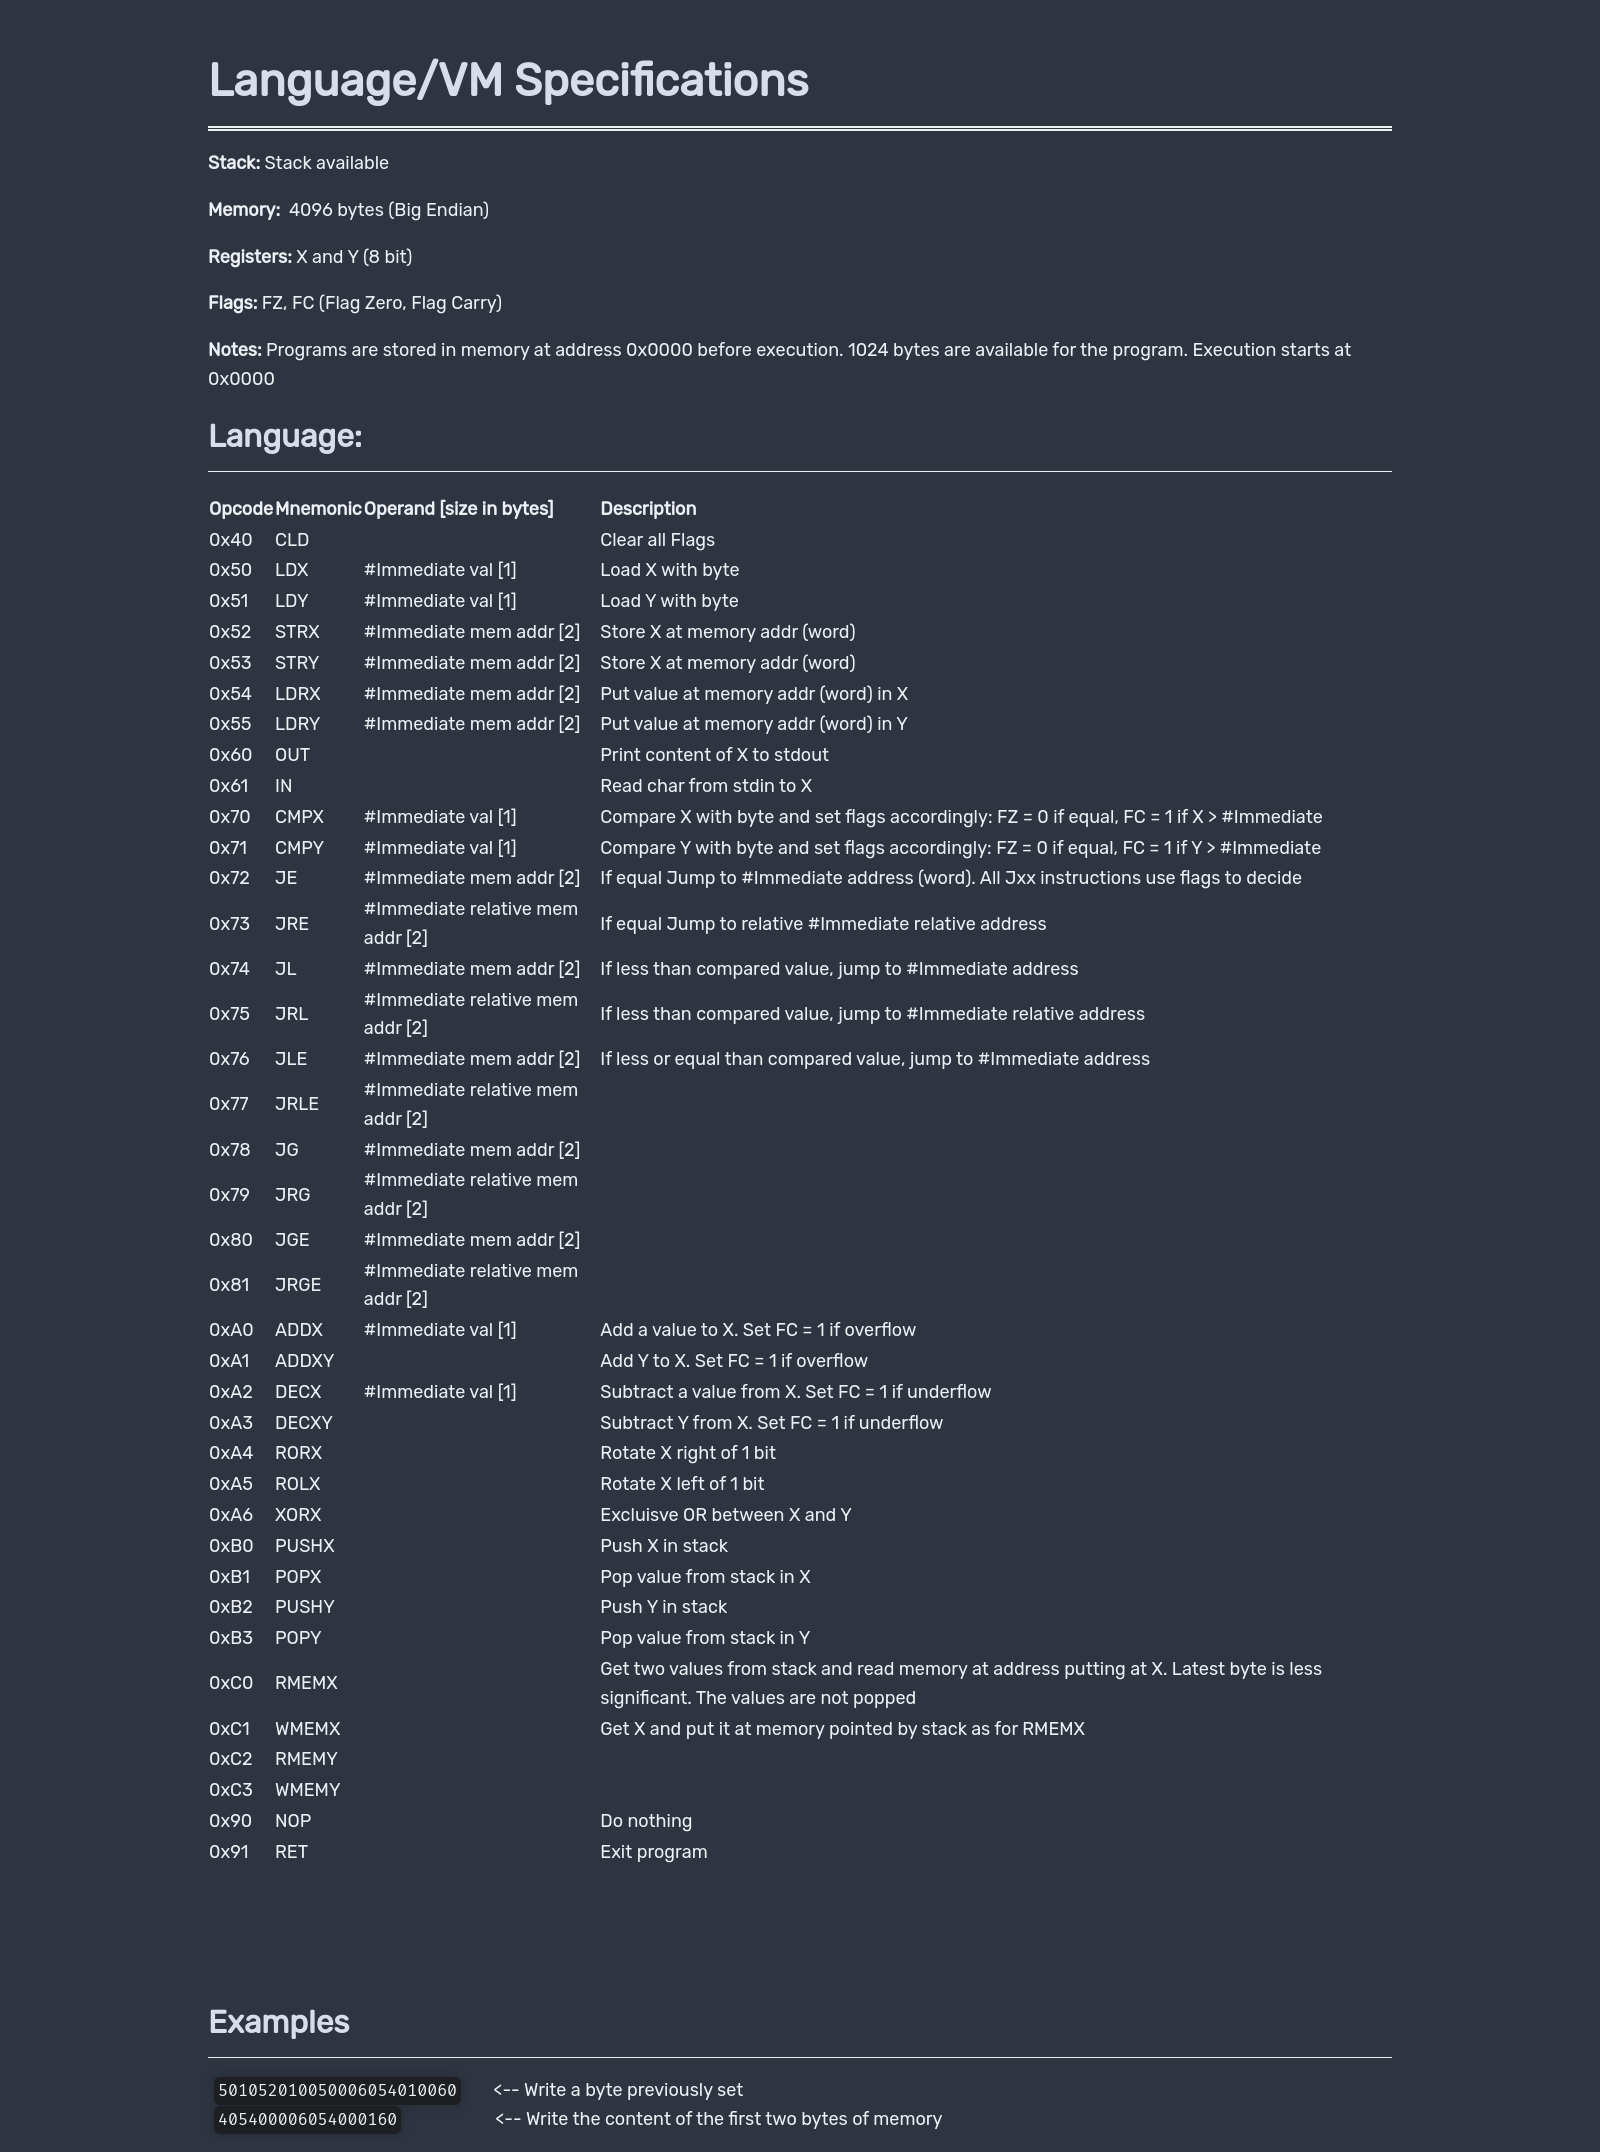 Language/VM Specifications
Stack: Stack available
Memory: 4096 bytes (Big Endian)
Registers: X and Y (8 bit)
Flags: FZ, FC (Flag Zero, Flag Carry)
Notes: Programs are stored in memory at address 0x0000 before execution. 1024 bytes are available for the program. Execution starts at
0x0000
Language:
Opcode Mnemonic Operand [size in bytes] Description
0x40 CLD Clear all Flags
0x50 LDX #Immediate val [1] Load X with byte
0x51 LDY #Immediate val [1] Load Y with byte
0x52 STRX #Immediate mem addr [2] Store X at memory addr (word)
0x53 STRY #Immediate mem addr [2] Store X at memory addr (word)
0x54 LDRX #Immediate mem addr [2] Put value at memory addr (word) in X
0x55 LDRY #Immediate mem addr [2] Put value at memory addr (word) in Y
0x60 OUT Print content of X to stdout
0x61 IN Read char from stdin to X
0x70 CMPX #Immediate val [1] Compare X with byte and set flags accordingly: FZ = 0 if equal, FC = 1 if X > #Immediate
0x71 CMPY #Immediate val [1] Compare Y with byte and set flags accordingly: FZ = 0 if equal, FC = 1 if Y > #Immediate
0x72 JE #Immediate mem addr [2] If equal Jump to #Immediate address (word). All Jxx instructions use flags to decide
0x73 JRE #Immediate relative mem
addr [2] If equal Jump to relative #Immediate relative address
0x74 JL #Immediate mem addr [2] If less than compared value, jump to #Immediate address
0x75 JRL #Immediate relative mem
addr [2] If less than compared value, jump to #Immediate relative address
0x76 JLE #Immediate mem addr [2] If less or equal than compared value, jump to #Immediate address
0x77 JRLE #Immediate relative mem
addr [2]
0x78 JG #Immediate mem addr [2]
0x79 JRG #Immediate relative mem
addr [2]
0x80 JGE #Immediate mem addr [2]
0x81 JRGE #Immediate relative mem
addr [2]
0xA0 ADDX #Immediate val [1] Add a value to X. Set FC = 1 if overflow
0xA1 ADDXY Add Y to X. Set FC = 1 if overflow
0xA2 DECX #Immediate val [1] Subtract a value from X. Set FC = 1 if underflow
0xA3 DECXY Subtract Y from X. Set FC = 1 if underflow
0xA4 RORX Rotate X right of 1 bit
0xA5 ROLX Rotate X left of 1 bit
0xA6 XORX Excluisve OR between X and Y
0xB0 PUSHX Push X in stack
0xB1 POPX Pop value from stack in X
0xB2 PUSHY Push Y in stack
0xB3 POPY Pop value from stack in Y
0xC0 RMEMX Get two values from stack and read memory at address putting at X. Latest byte is less
significant. The values are not popped
0xC1 WMEMX Get X and put it at memory pointed by stack as for RMEMX
0xC2 RMEMY
0xC3 WMEMY
0x90 NOP Do nothing
0x91 RET Exit program
Examples
501052010050006054010060 <-- Write a byte previously set
405400006054000160 <-- Write the content of the first two bytes of memory